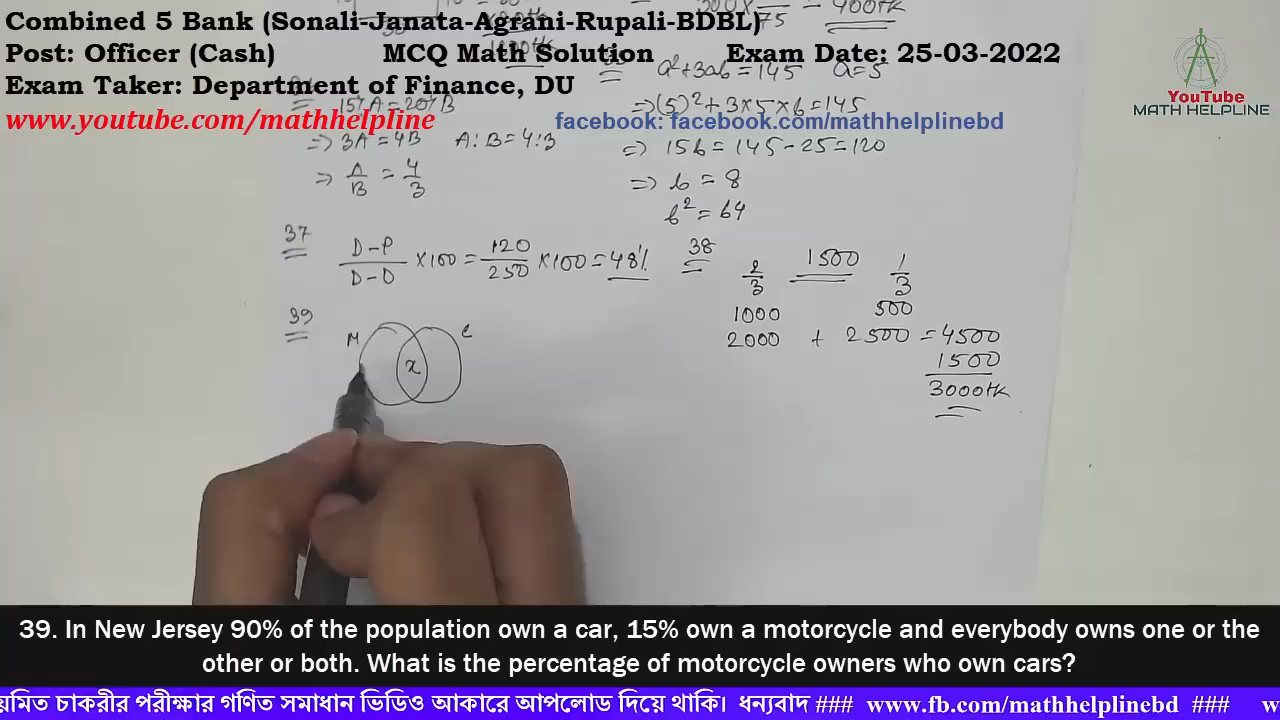 Combined 5 Bank (Sonali-Janata-Agrani-Rupali-BDBL)
Post: Officer (Cash) MCQ Math Solution Exam Date: 25-03-2022
Exam Taker: Department of Finance, DU
www.youtube.com/mathhelpline facebook: facebook.com/mathhelplinebd
YouTube
MATH HELPLINE
= 400tk
75
a²+3ab=145 a=5
15%A=20%B
=>(5)²+3×5×b=145
=> 3A=4B A:B=4:3
=> 15b=145-25=120
=> A/B = 4/3
=> b = 8
b² = 64
37
D-P/D-O ×100 = 120/250 ×100 = 48%
38
2/3 1500 1/3
1000 500
2000 + 2500 = 4500
1500
3000tk
39
M C
x
39. In New Jersey 90% of the population own a car, 15% own a motorcycle and everybody owns one or the
other or both. What is the percentage of motorcycle owners who own cars?
য়মিত চাকরীর পরীক্ষার গণিত সমাধান ভিডিও আকারে আপলোড দিয়ে থাকি। ধন্যবাদ ### www.fb.com/mathhelplinebd ### w